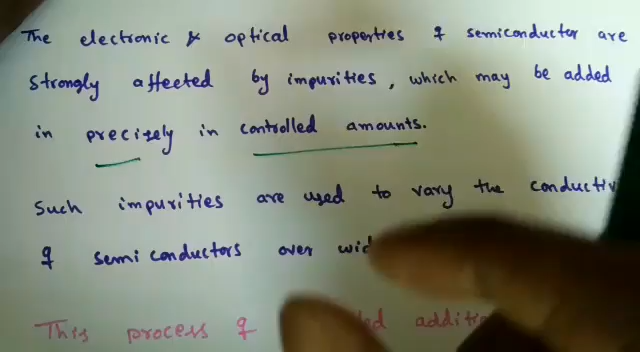 The electronic & optical properties of semiconductor are
strongly affected by impurities, which may be added
in precisely in controlled amounts.
Such impurities are used to vary the
of semiconductors over
This process of